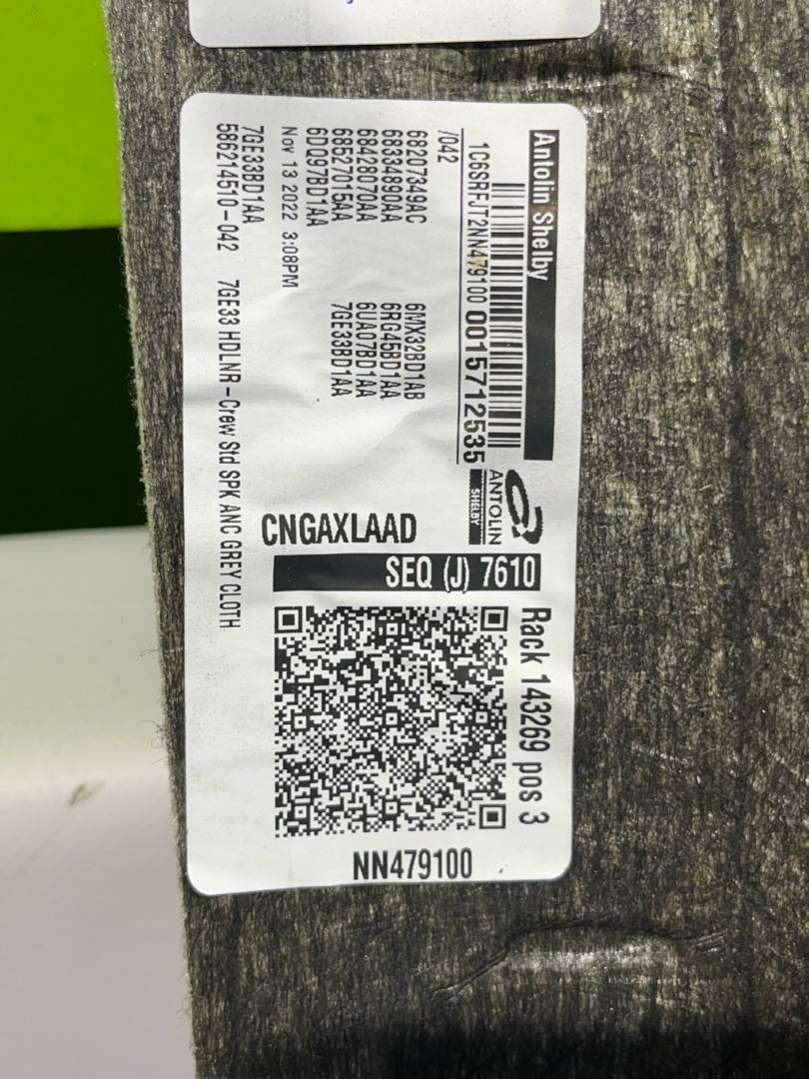 Antolin Shelby
1C6SRFJT2NN479100 0015712535
ANTOLIN
SHELBY
/042
68207349AC 6MX32BD1AB
68334890AA 6RG45BD1AA
68428070AA 6UA07BD1AA
68527015AA 7GE33BD1AA
6DQ97BD1AA
Nov 13 2022 3:08PM
7GE33BD1AA
586214510-042 7GE33 HDLNR-Crew Std SPK ANC GREY CLOTH
CNGAXLAAD
SEQ (J) 7610
Rack 143269 pos 3
NN479100